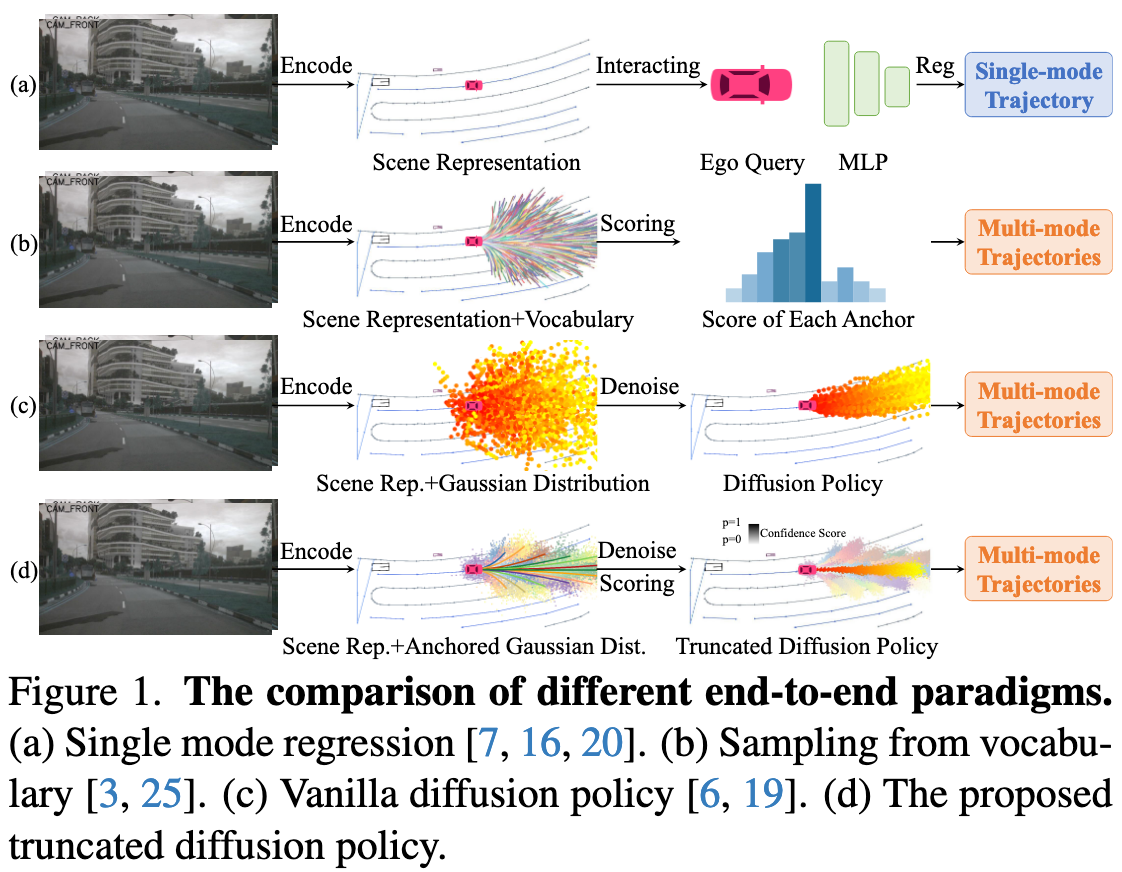 CAM_BACK
CAM_FRONT
(a)
Encode
Scene Representation
Interacting
Ego Query
MLP
Reg
Single-mode
Trajectory
CAM_BACK
CAM_FRONT
(b)
Encode
Scene Representation+Vocabulary
Scoring
Score of Each Anchor
Multi-mode
Trajectories
CAM_BACK
CAM_FRONT
(c)
Encode
Scene Rep.+Gaussian Distribution
Denoise
Diffusion Policy
Multi-mode
Trajectories
CAM_BACK
CAM_FRONT
(d)
Encode
Scene Rep.+Anchored Gaussian Dist.
Denoise
Scoring
p=1
p=0
Confidence Score
Truncated Diffusion Policy
Multi-mode
Trajectories
Figure 1. The comparison of different end-to-end paradigms.
(a) Single mode regression [7, 16, 20]. (b) Sampling from vocabu-
lary [3, 25]. (c) Vanilla diffusion policy [6, 19]. (d) The proposed
truncated diffusion policy.